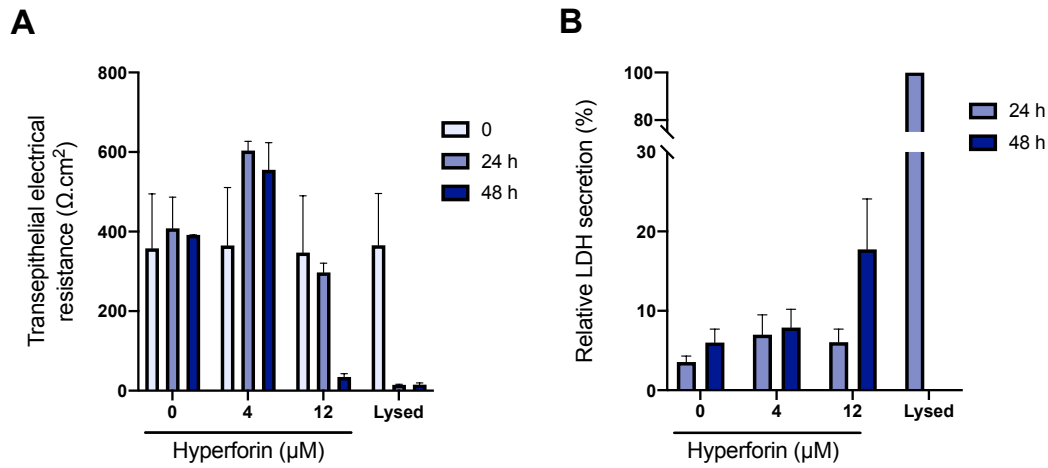 A
Transepithelial electrical
resistance (Ω.cm²)
800
600
400
200
0
0
4
12
Lysed
Hyperforin (µM)
0
24 h
48 h
B
Relative LDH secretion (%)
100
80
30
20
10
0
0
4
12
Lysed
Hyperforin (µM)
24 h
48 h